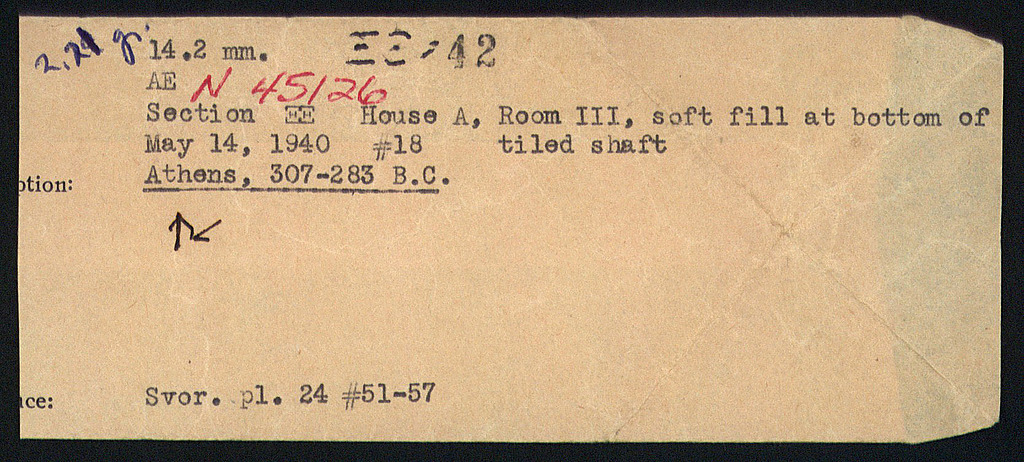 2.21 gr.
14.2 mm.
ΞΞ-42
AE N 45126
Section ΞΞ House A, Room III, soft fill at bottom of
May 14, 1940 #18 tiled shaft
ption:
Athens, 307-283 B.C.
↑↙
ce:
Svor. pl. 24 #51-57